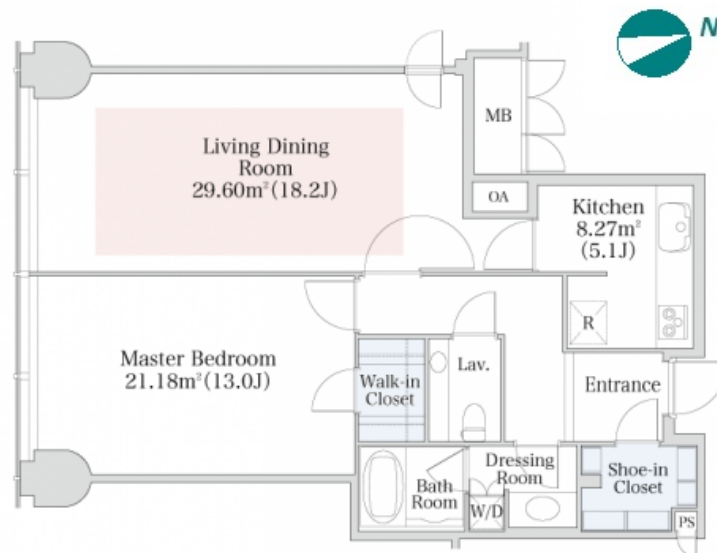 N
MB
Living Dining
Room
29.60m²(18.2J)
OA
Kitchen
8.27m²
(5.1J)
R
Master Bedroom
21.18m²(13.0J)
Walk-in
Closet
Lav.
Entrance
Dressing
Room
Bath
Room
W/D
Shoe-in
Closet
PS